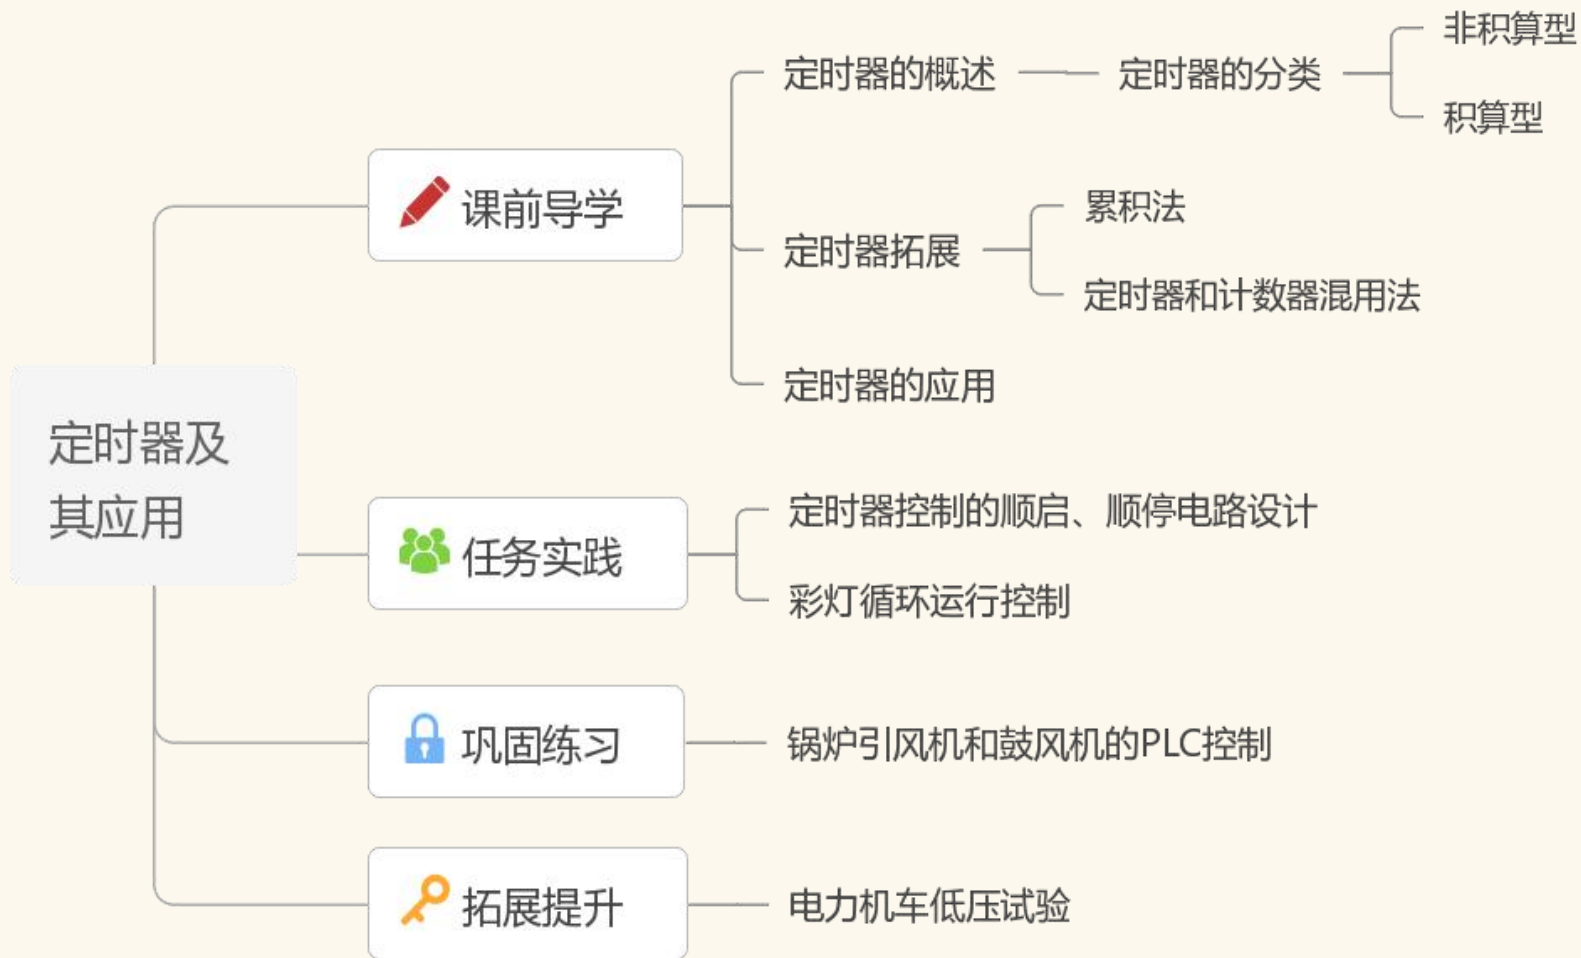 定时器及
其应用
课前导学
定时器的概述
定时器的分类
非积算型
积算型
定时器拓展
累积法
定时器和计数器混用法
定时器的应用
任务实践
定时器控制的顺启、顺停电路设计
彩灯循环运行控制
巩固练习
锅炉引风机和鼓风机的PLC控制
拓展提升
电力机车低压试验